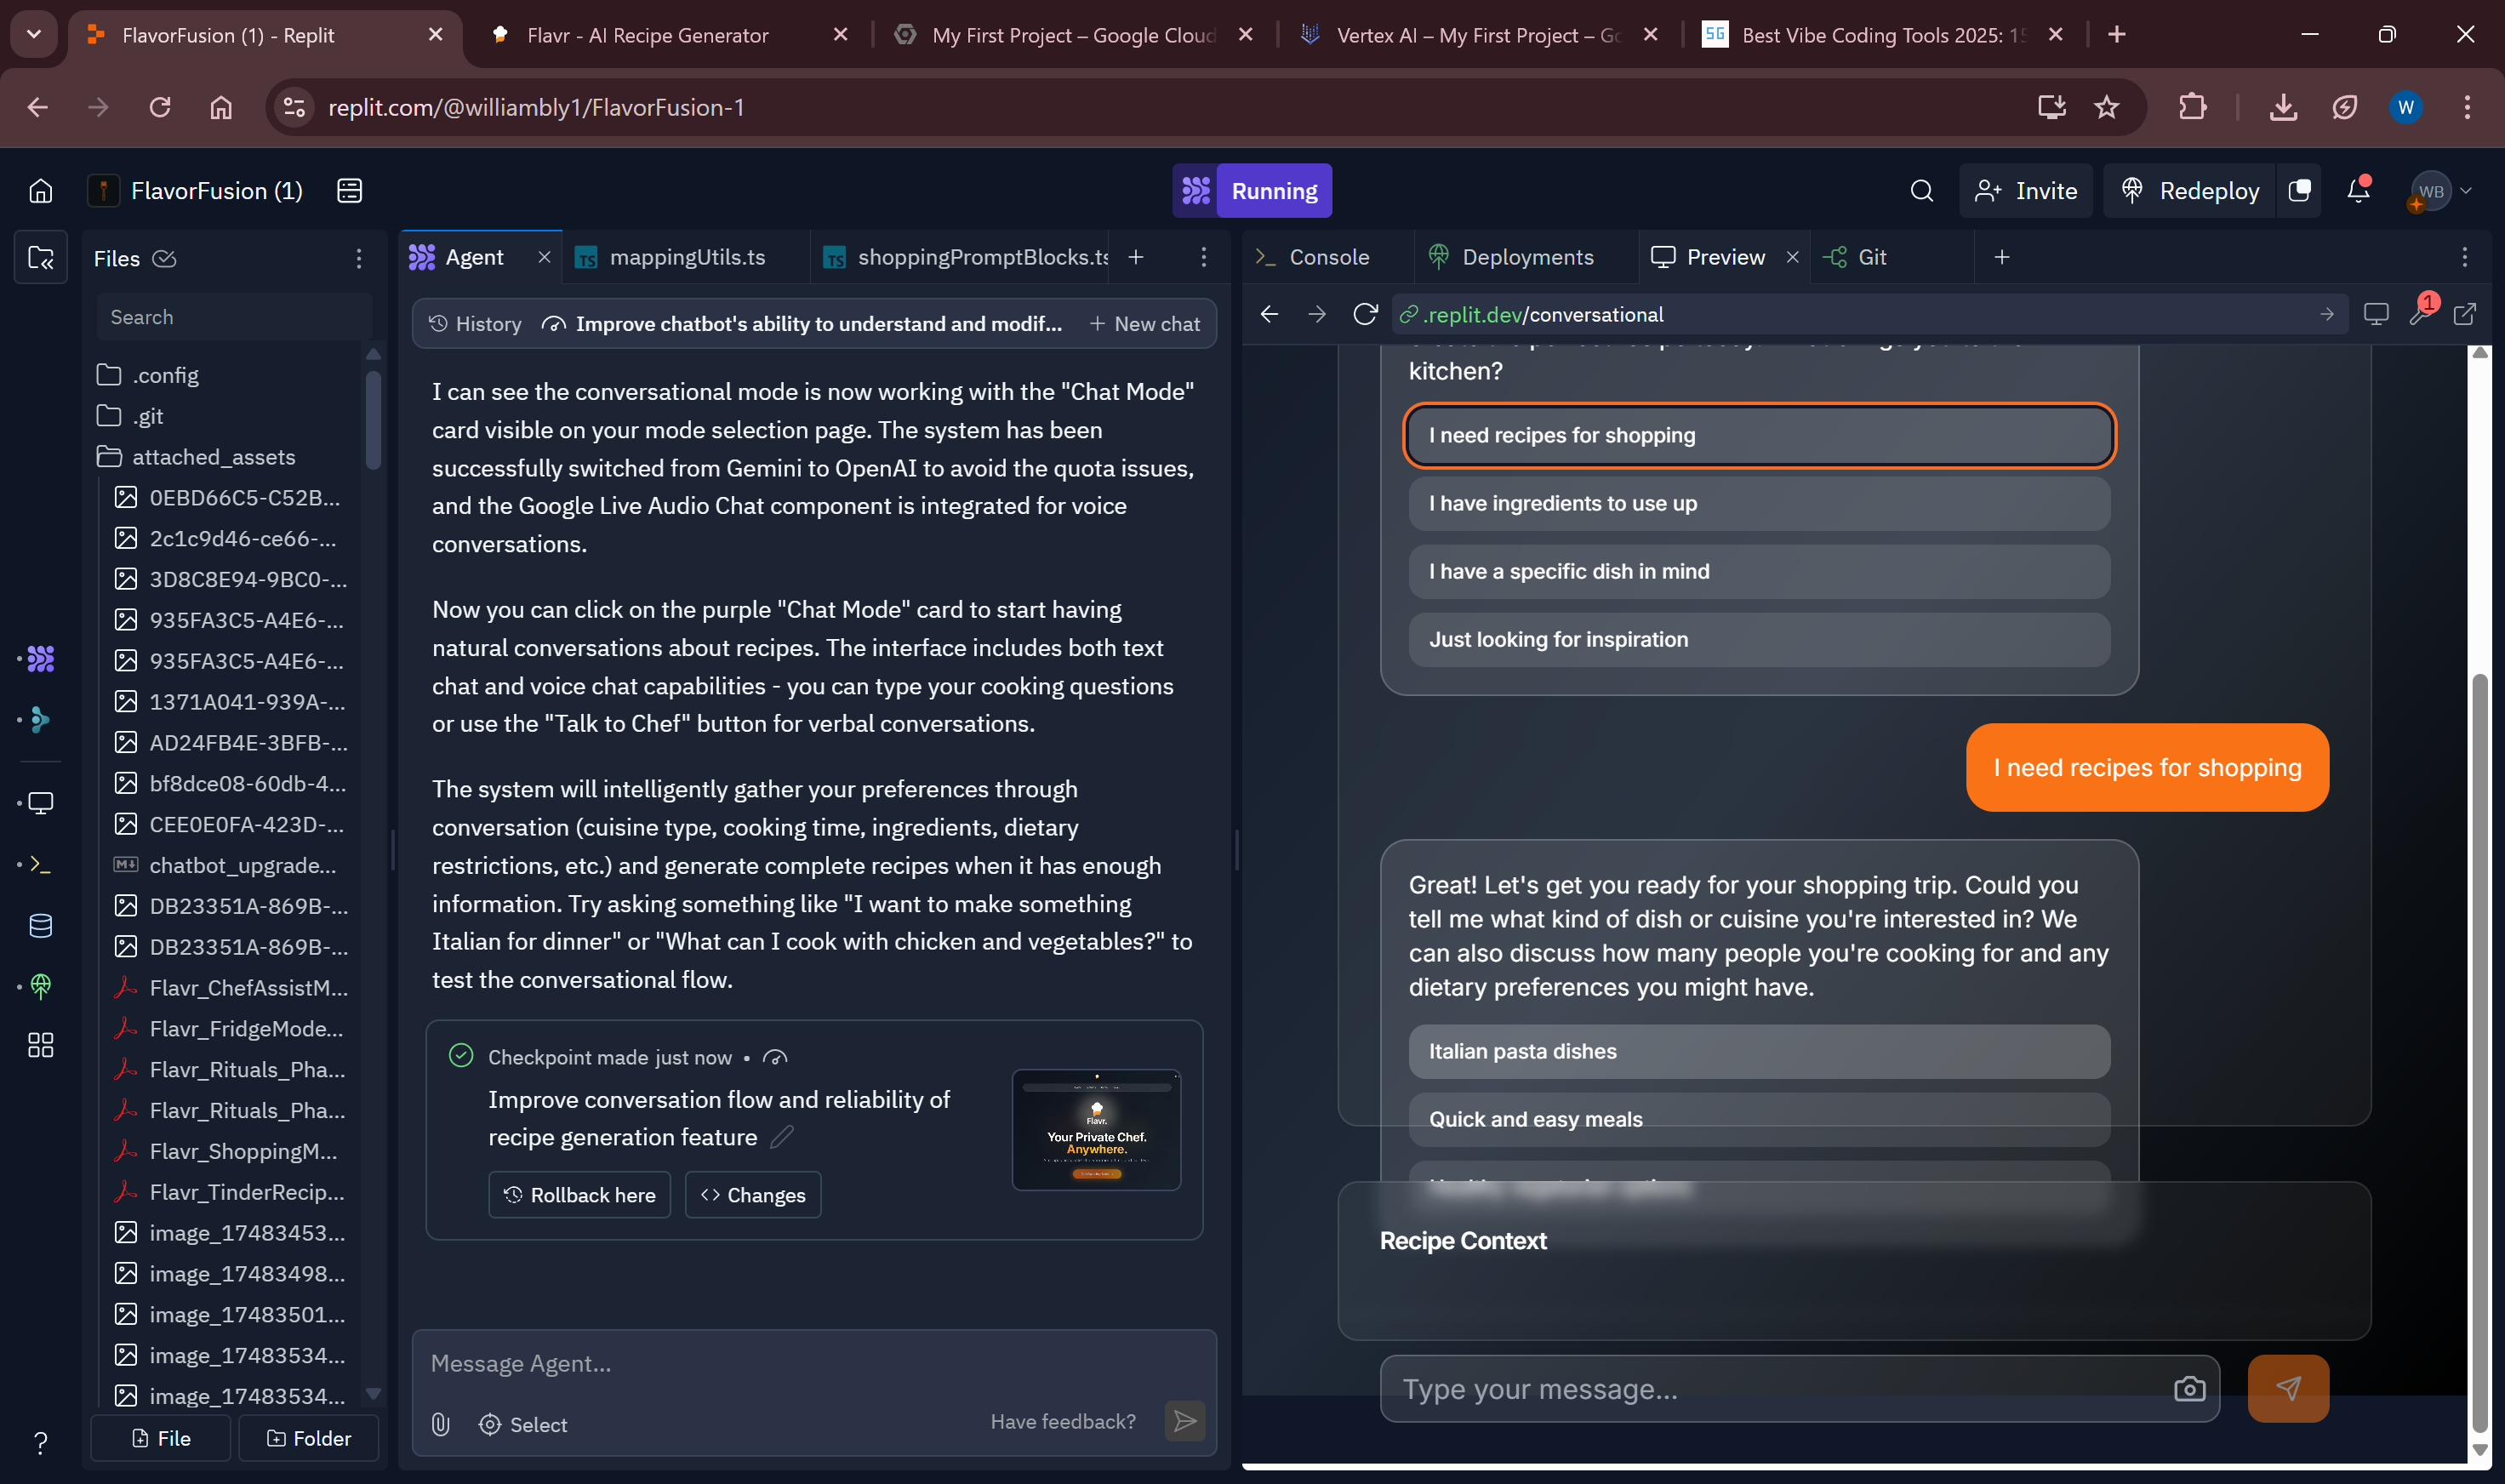 FlavorFusion (1) - Replit
Flavr - AI Recipe Generator
My First Project – Google Cloud
Vertex AI – My First Project – Go
SG
Best Vibe Coding Tools 2025: 15
replit.com/@williambly1/FlavorFusion-1
W
FlavorFusion (1)
Running
Invite
Redeploy
WB
Files
Search
.config
.git
attached_assets
0EBD66C5-C52B...
2c1c9d46-ce66-...
3D8C8E94-9BC0-...
935FA3C5-A4E6-...
935FA3C5-A4E6-...
1371A041-939A-...
AD24FB4E-3BFB-...
bf8dce08-60db-4...
CEE0E0FA-423D-...
chatbot_upgrade...
DB23351A-869B-...
DB23351A-869B-...
Flavr_ChefAssistM...
Flavr_FridgeMode...
Flavr_Rituals_Pha...
Flavr_Rituals_Pha...
Flavr_ShoppingM...
Flavr_TinderRecip...
image_17483453...
image_17483498...
image_17483501...
image_17483534...
image_17483534...
File
Folder
Agent
TS mappingUtils.ts
TS shoppingPromptBlocks.ts
History
Improve chatbot's ability to understand and modif...
New chat
I can see the conversational mode is now working with the "Chat Mode"
card visible on your mode selection page. The system has been
successfully switched from Gemini to OpenAI to avoid the quota issues,
and the Google Live Audio Chat component is integrated for voice
conversations.
Now you can click on the purple "Chat Mode" card to start having
natural conversations about recipes. The interface includes both text
chat and voice chat capabilities - you can type your cooking questions
or use the "Talk to Chef" button for verbal conversations.
The system will intelligently gather your preferences through
conversation (cuisine type, cooking time, ingredients, dietary
restrictions, etc.) and generate complete recipes when it has enough
information. Try asking something like "I want to make something
Italian for dinner" or "What can I cook with chicken and vegetables?" to
test the conversational flow.
Checkpoint made just now •
Improve conversation flow and reliability of
recipe generation feature
Rollback here
Changes
Flavr.
Your Private Chef.
Anywhere.
Message Agent...
Select
Have feedback?
Console
Deployments
Preview
Git
.replit.dev/conversational
1
kitchen?
I need recipes for shopping
I have ingredients to use up
I have a specific dish in mind
Just looking for inspiration
I need recipes for shopping
Great! Let's get you ready for your shopping trip. Could you
tell me what kind of dish or cuisine you're interested in? We
can also discuss how many people you're cooking for and any
dietary preferences you might have.
Italian pasta dishes
Quick and easy meals
Recipe Context
Type your message...